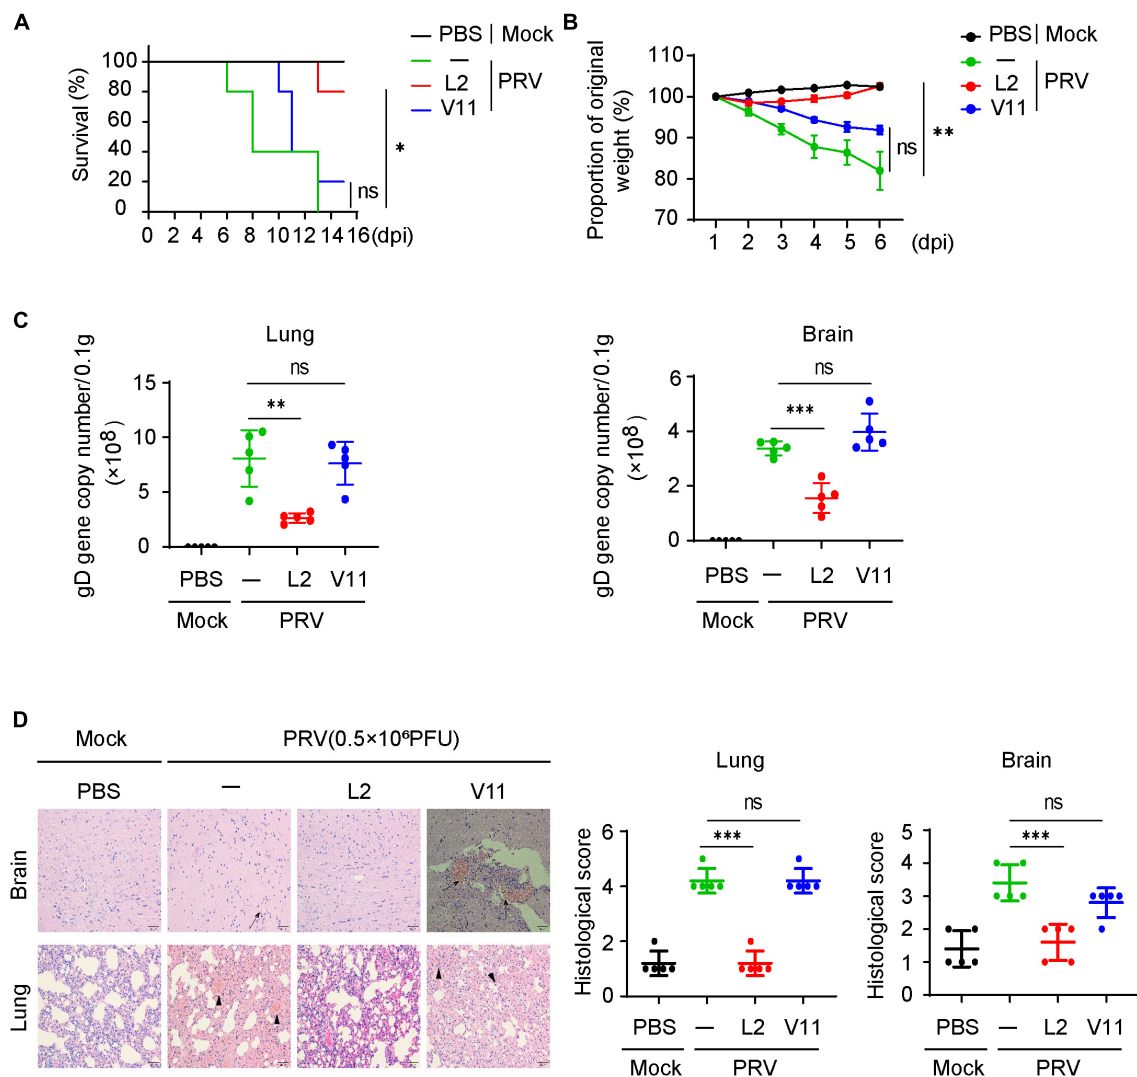 A
PBS | Mock
—
L2
V11
PRV
Survival (%)
100
80
60
40
20
0
0 2 4 6 8 10 12 14 16 (dpi)
ns
*
B
PBS | Mock
—
L2
V11
PRV
Proportion of original
weight (%)
110
100
90
80
70
1 2 3 4 5 6 (dpi)
ns
**
C
Lung
gD gene copy number/0.1g
(×10⁸)
15
10
5
0
ns
**
PBS — L2 V11
Mock PRV
Brain
gD gene copy number/0.1g
(×10⁸)
6
4
2
0
ns
***
PBS — L2 V11
Mock PRV
D
Mock PRV(0.5×10⁶PFU)
PBS — L2 V11
Brain
Lung
Lung
Histological score
6
4
2
0
ns
***
PBS — L2 V11
Mock PRV
Brain
Histological score
5
4
3
2
1
0
ns
***
PBS — L2 V11
Mock PRV